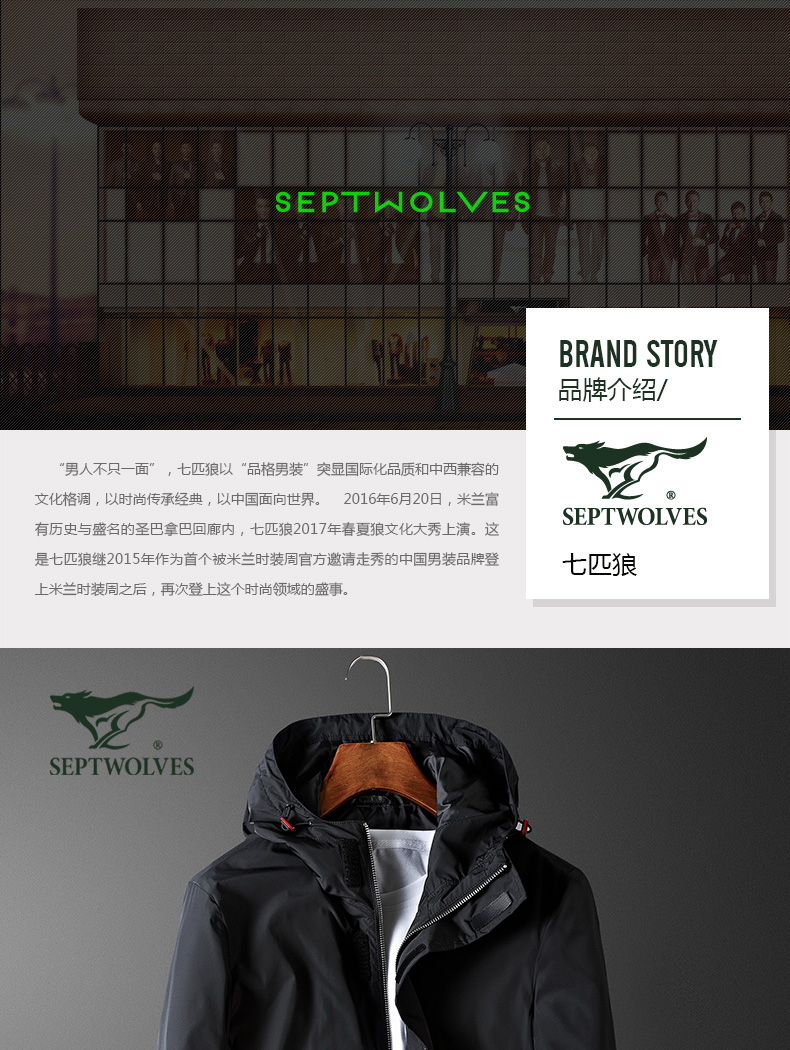 SEPTWOLVES
BRAND STORY
品牌介绍/
SEPTWOLVES
®
七匹狼
“男人不只一面”，七匹狼以“品格男装”突显国际化品质和中西兼容的
文化格调，以时尚传承经典，以中国面向世界。 2016年6月20日，米兰富
有历史与盛名的圣巴拿巴回廊内，七匹狼2017年春夏狼文化大秀上演。这
是七匹狼继2015年作为首个被米兰时装周官方邀请走秀的中国男装品牌登
上米兰时装周之后，再次登上这个时尚领域的盛事。
®
SEPTWOLVES